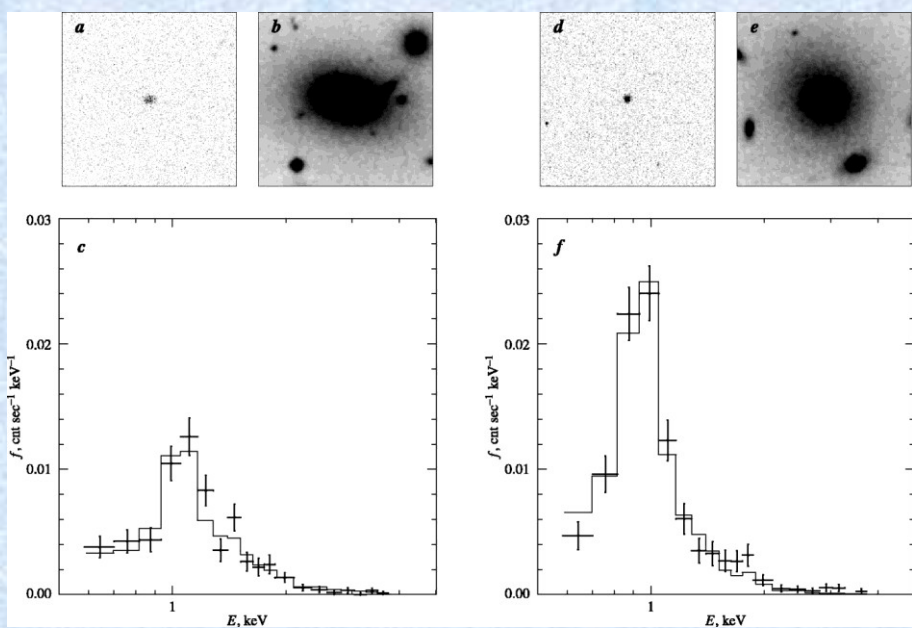 a
b
d
e
c
f
0.03
0.02
0.01
0.00
f, cnt sec⁻¹ keV⁻¹
1
E, keV
0.03
0.02
0.01
0.00
f, cnt sec⁻¹ keV⁻¹
1
E, keV